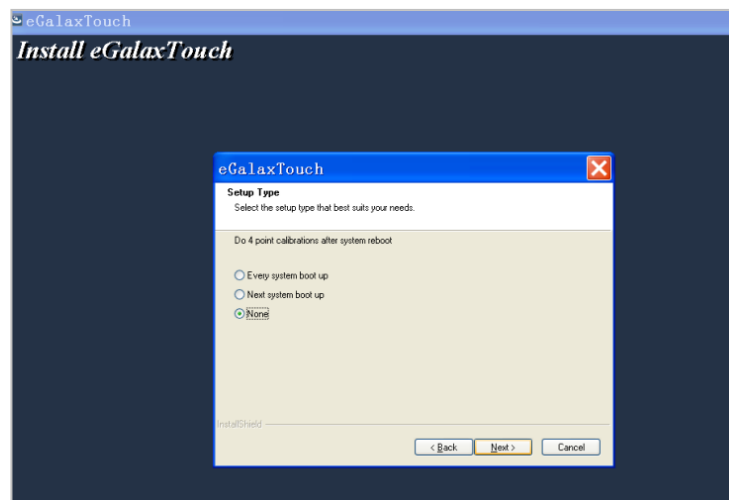 eGalaxTouch
Install eGalaxTouch
eGalaxTouch
Setup Type
Select the setup type that best suits your needs.
Do 4 point calibrations after system reboot
Every system boot up
Next system boot up
None
InstallShield
< Back Next > Cancel